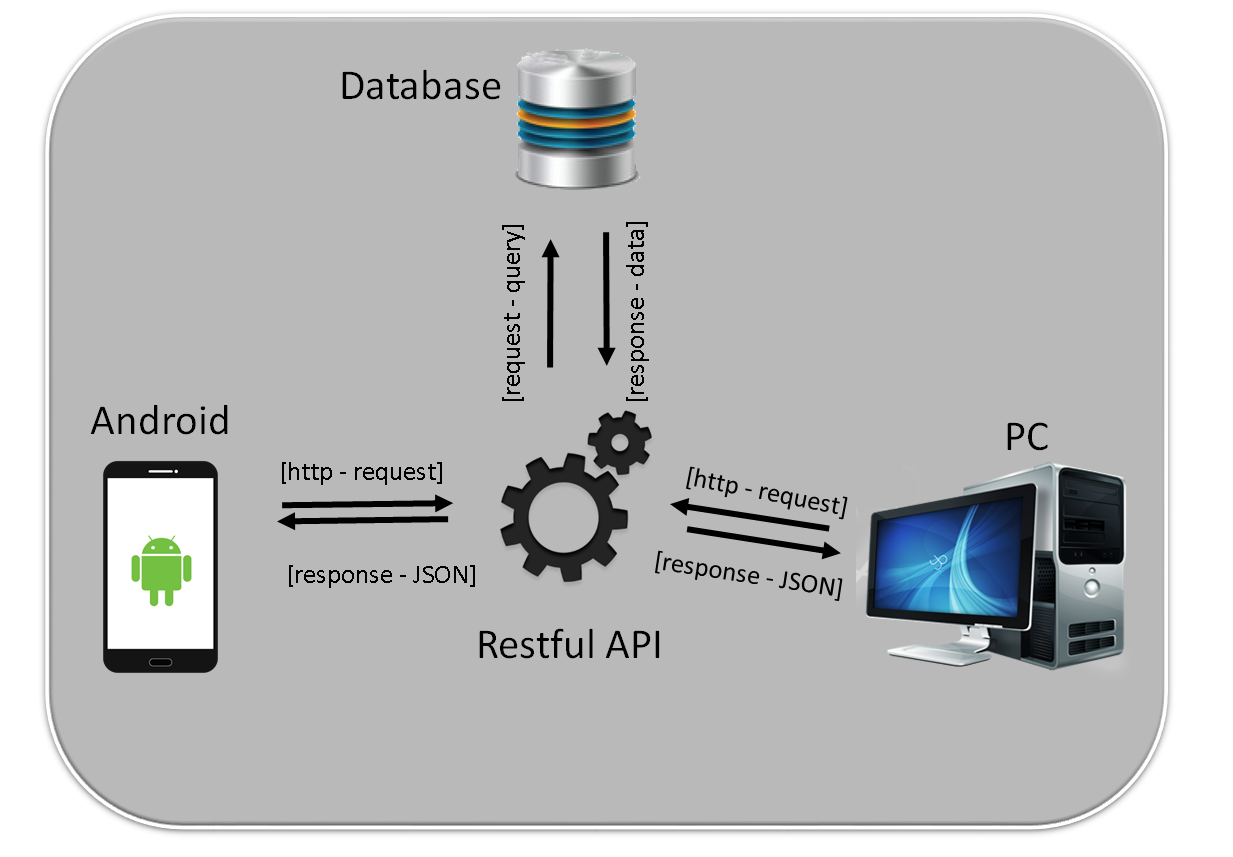 Database
[request - query]
[response - data]
Android
PC
[http - request]
[http - request]
[response - JSON]
[response - JSON]
Restful API